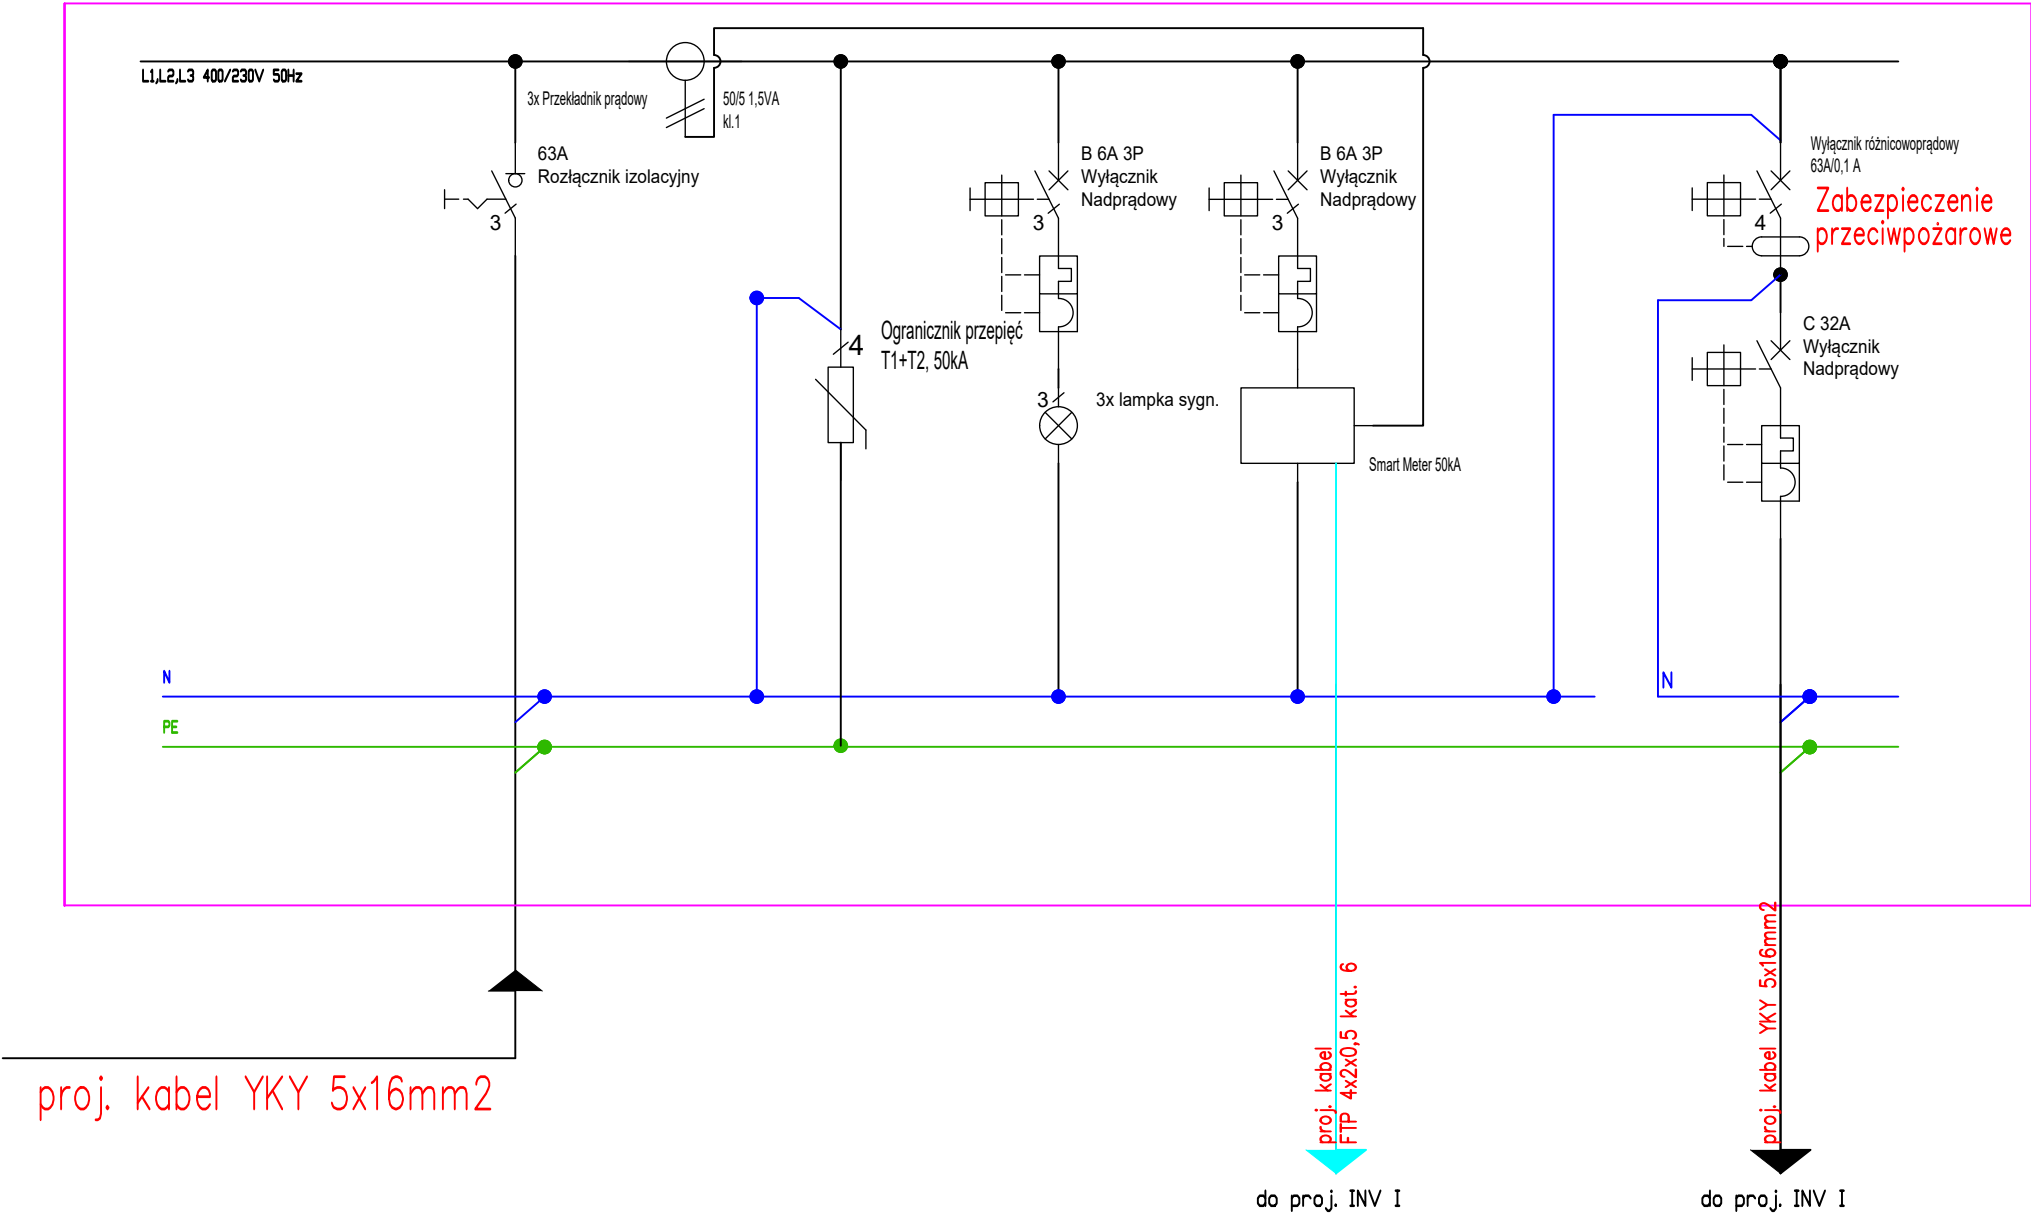 L1,L2,L3 400/230V 50Hz
3x Przekładnik prądowy
50/5 1,5VA
kl.1
63A
Rozłącznik izolacyjny
3
B 6A 3P
Wyłącznik
Nadprądowy
3
B 6A 3P
Wyłącznik
Nadprądowy
3
Wyłącznik różnicowoprądowy
63A/0,1 A
Zabezpieczenie
przeciwpożarowe
4
Ogranicznik przepięć
T1+T2, 50kA
4
C 32A
Wyłącznik
Nadprądowy
3
3x lampka sygn.
Smart Meter 50kA
N
N
PE
proj. kabel YKY 5x16mm2
proj. kabel
FTP 4x2x0,5 kat. 6
proj. kabel YKY 5x16mm2
do proj. INV I
do proj. INV I